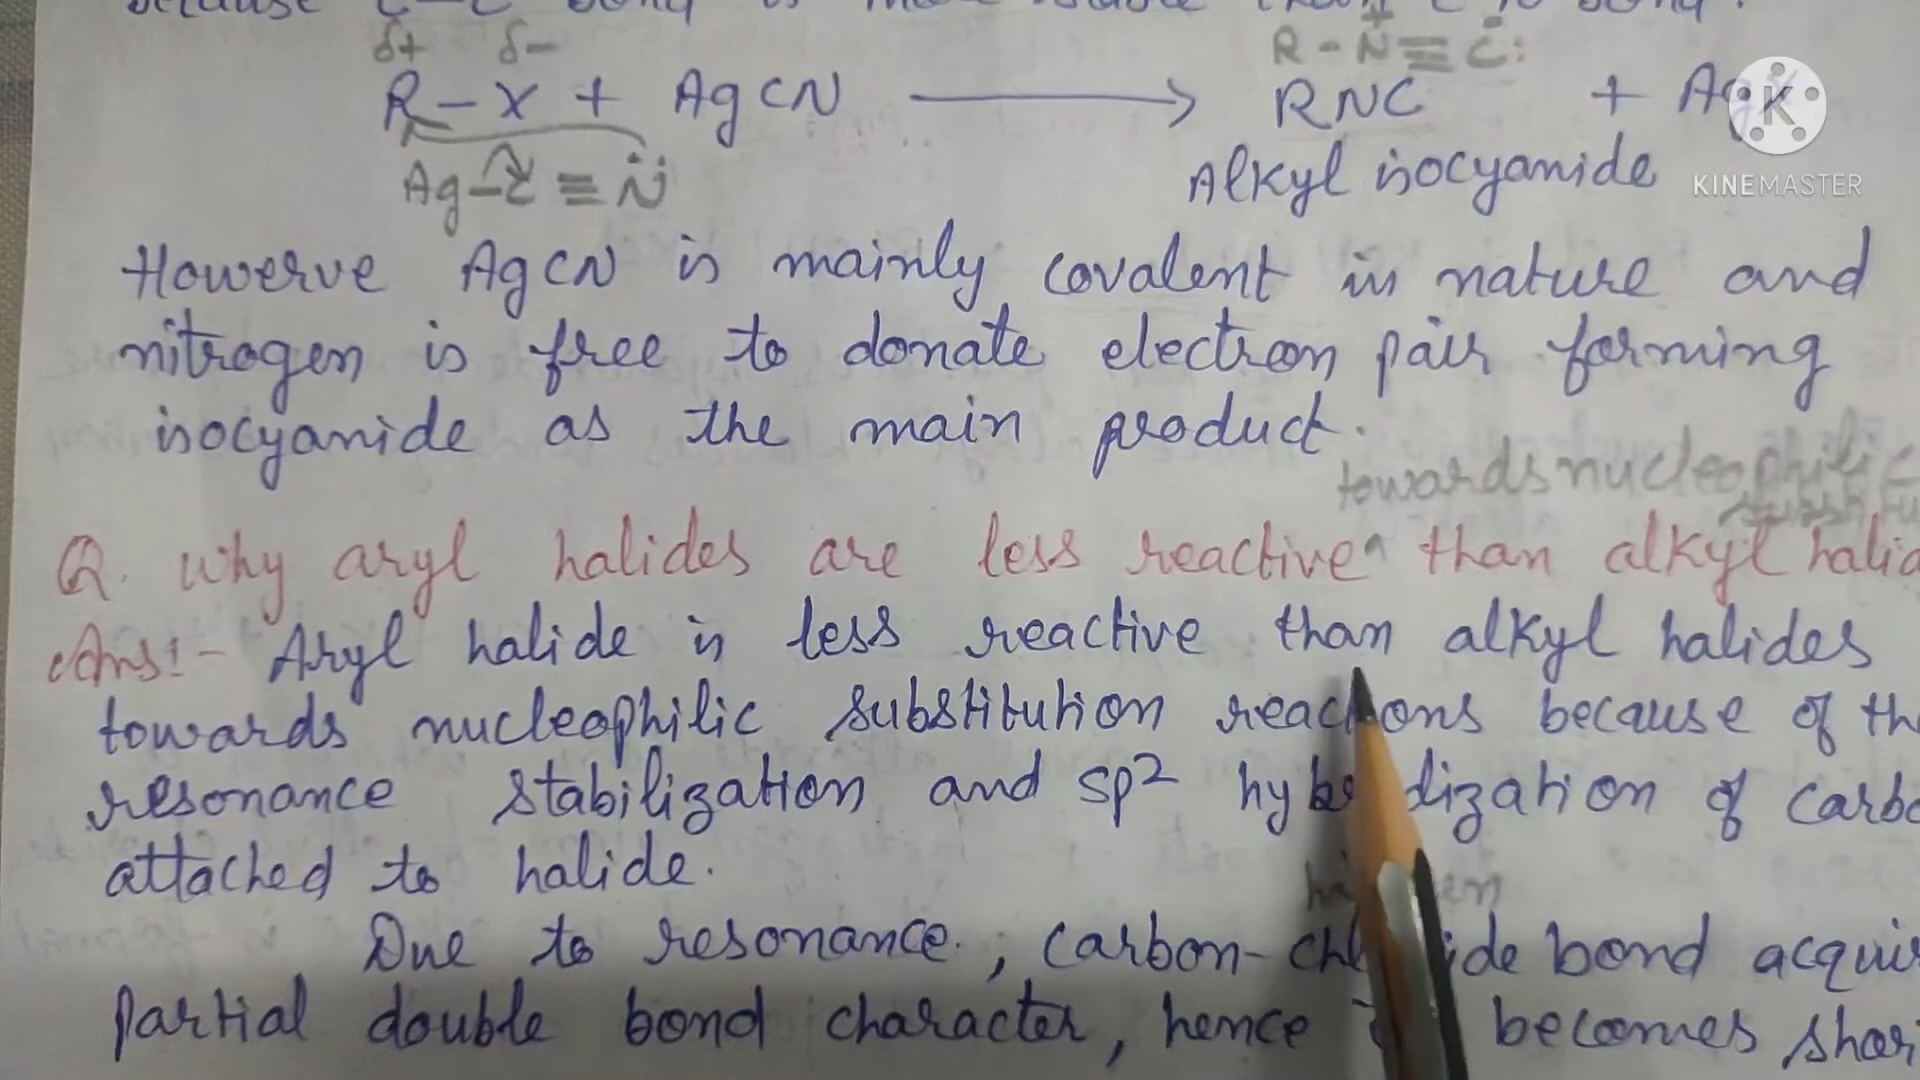 δ+ δ-
R - N⁺ ≡ C:
R - X + AgCN ⟶ RNC + AgX
Ag - C ≡ N̈
Alkyl isocyanide
KINEMASTER
Howerve AgCN is mainly covalent in nature and
nitrogen is free to donate electron pair forming
isocyanide as the main product.
towards nucleophilic
Q. Why aryl halides are less reactive^ than alkyl halid
Ans:- Aryl halide is less reactive than alkyl halides
towards nucleophilic substitution reactions because of th
resonance stabilization and sp² hybridization of carbo
attached to halide.
Due to resonance, carbon-chl ide bond acqui
Partial double bond character, hence becomes shor